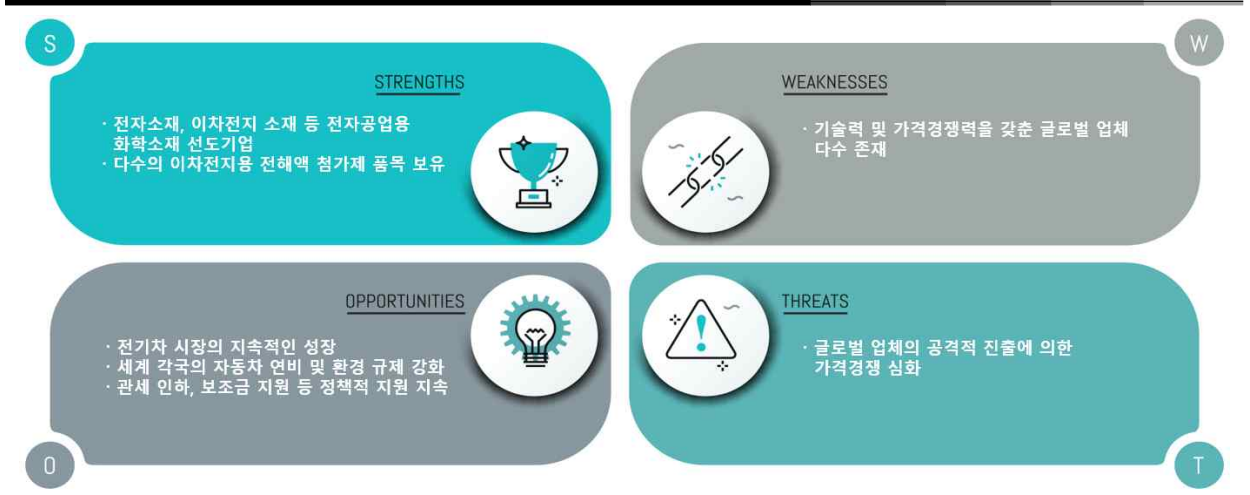 S
STRENGTHS
· 전자소재, 이차전지 소재 등 전자공업용
화학소재 선도기업
· 다수의 이차전지용 전해액 첨가제 품목 보유
W
WEAKNESSES
· 기술력 및 가격경쟁력을 갖춘 글로벌 업체
다수 존재
OPPORTUNITIES
· 전기차 시장의 지속적인 성장
· 세계 각국의 자동차 연비 및 환경 규제 강화
· 관세 인하, 보조금 지원 등 정책적 지원 지속
O
THREATS
· 글로벌 업체의 공격적 진출에 의한
가격경쟁 심화
T